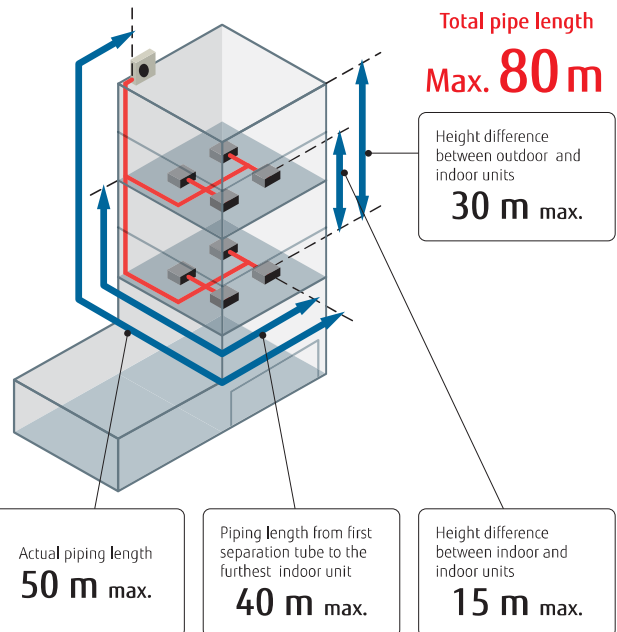 Total pipe length
Max. 80 m
Height difference
between outdoor and
indoor units
30 m max.
Actual piping length
50 m max.
Piping length from first
separation tube to the
furthest indoor unit
40 m max.
Height difference
between indoor and
indoor units
15 m max.